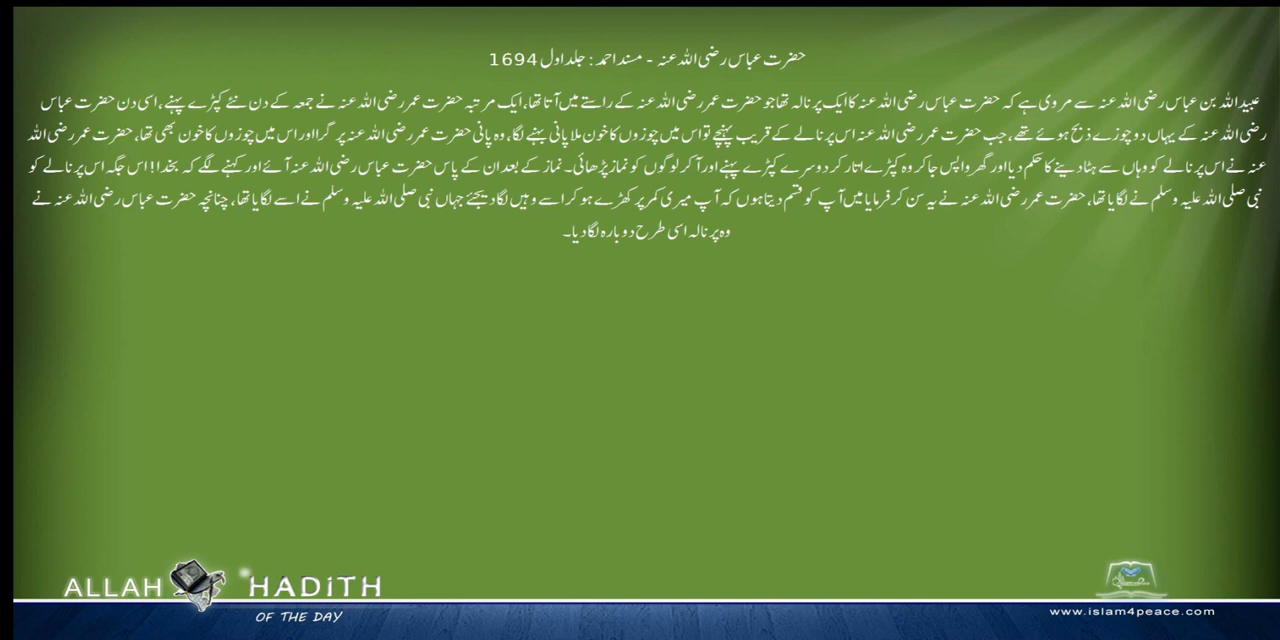 حضرت عباس رضی اللہ عنہ - مسند احمد : جلد اول 1694
عبیداللہ بن عباس رضی اللہ عنہ سے مروی ہے کہ حضرت عباس رضی اللہ عنہ کا ایک پرنالہ تھا جو حضرت عمر رضی اللہ عنہ کے راستے میں آتا تھا، ایک مرتبہ حضرت عمر رضی اللہ عنہ نے جمعہ کے دن نئے کپڑے پہنے، اسی دن حضرت عباس
رضی اللہ عنہ کے یہاں دو چوزے ذبح ہوئے تھے، جب حضرت عمر رضی اللہ عنہ اس پرنالے کے قریب پہنچے تو اس میں چوزوں کا خون ملا پانی بہنے لگا، وہ پانی حضرت عمر رضی اللہ عنہ پر گرا اور اس میں چوزوں کا خون بھی تھا، حضرت عمر رضی اللہ
عنہ نے اس پرنالے کو وہاں سے ہٹا دینے کا حکم دیا اور گھر واپس جا کر وہ کپڑے اتار کر دوسرے کپڑے پہنے اور آکر لوگوں کو نماز پڑھائی۔ نماز کے بعد ان کے پاس حضرت عباس رضی اللہ عنہ آئے اور کہنے لگے کہ بخدا!! اس جگہ اس پرنالے کو
نبی صلی اللہ علیہ وسلم نے لگایا تھا، حضرت عمر رضی اللہ عنہ نے یہ سن کر فرمایا میں آپ کو قسم دیتا ہوں کہ آپ میری کمر پر کھڑے ہو کر اسے وہیں لگا دیجئے جہاں نبی صلی اللہ علیہ وسلم نے اسے لگایا تھا، چنانچہ حضرت عباس رضی اللہ عنہ نے
وہ پرنالہ اسی طرح دوبارہ لگا دیا۔
ALLAH HADITH
OF THE DAY
www.islam4peace.com